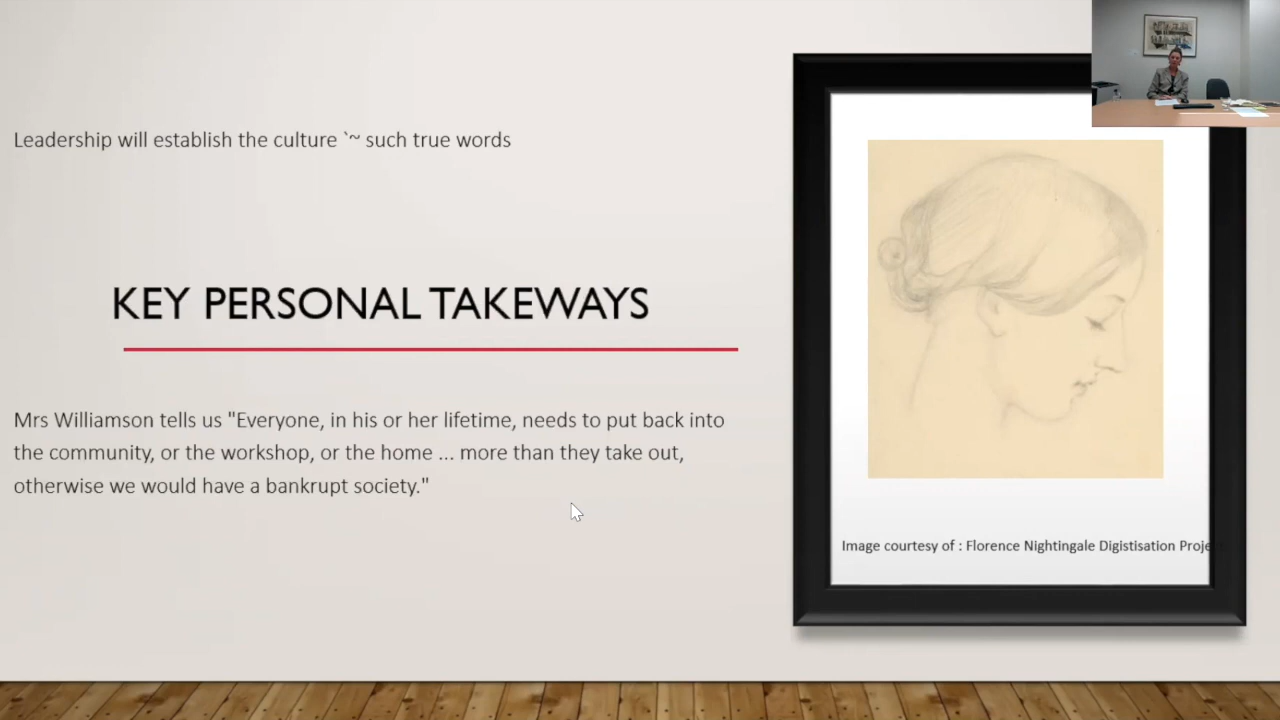 Leadership will establish the culture `~ such true words
KEY PERSONAL TAKEWAYS
Mrs Williamson tells us "Everyone, in his or her lifetime, needs to put back into
the community, or the workshop, or the home ... more than they take out,
otherwise we would have a bankrupt society."
Image courtesy of : Florence Nightingale Digistisation